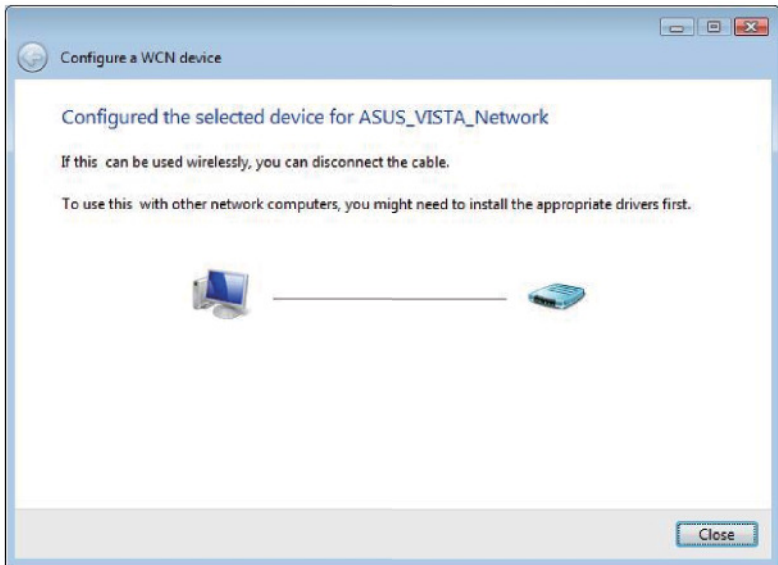 Configure a WCN device
Configured the selected device for ASUS_VISTA_Network
If this  can be used wirelessly, you can disconnect the cable.
To use this  with other network computers, you might need to install the appropriate drivers first.
Close